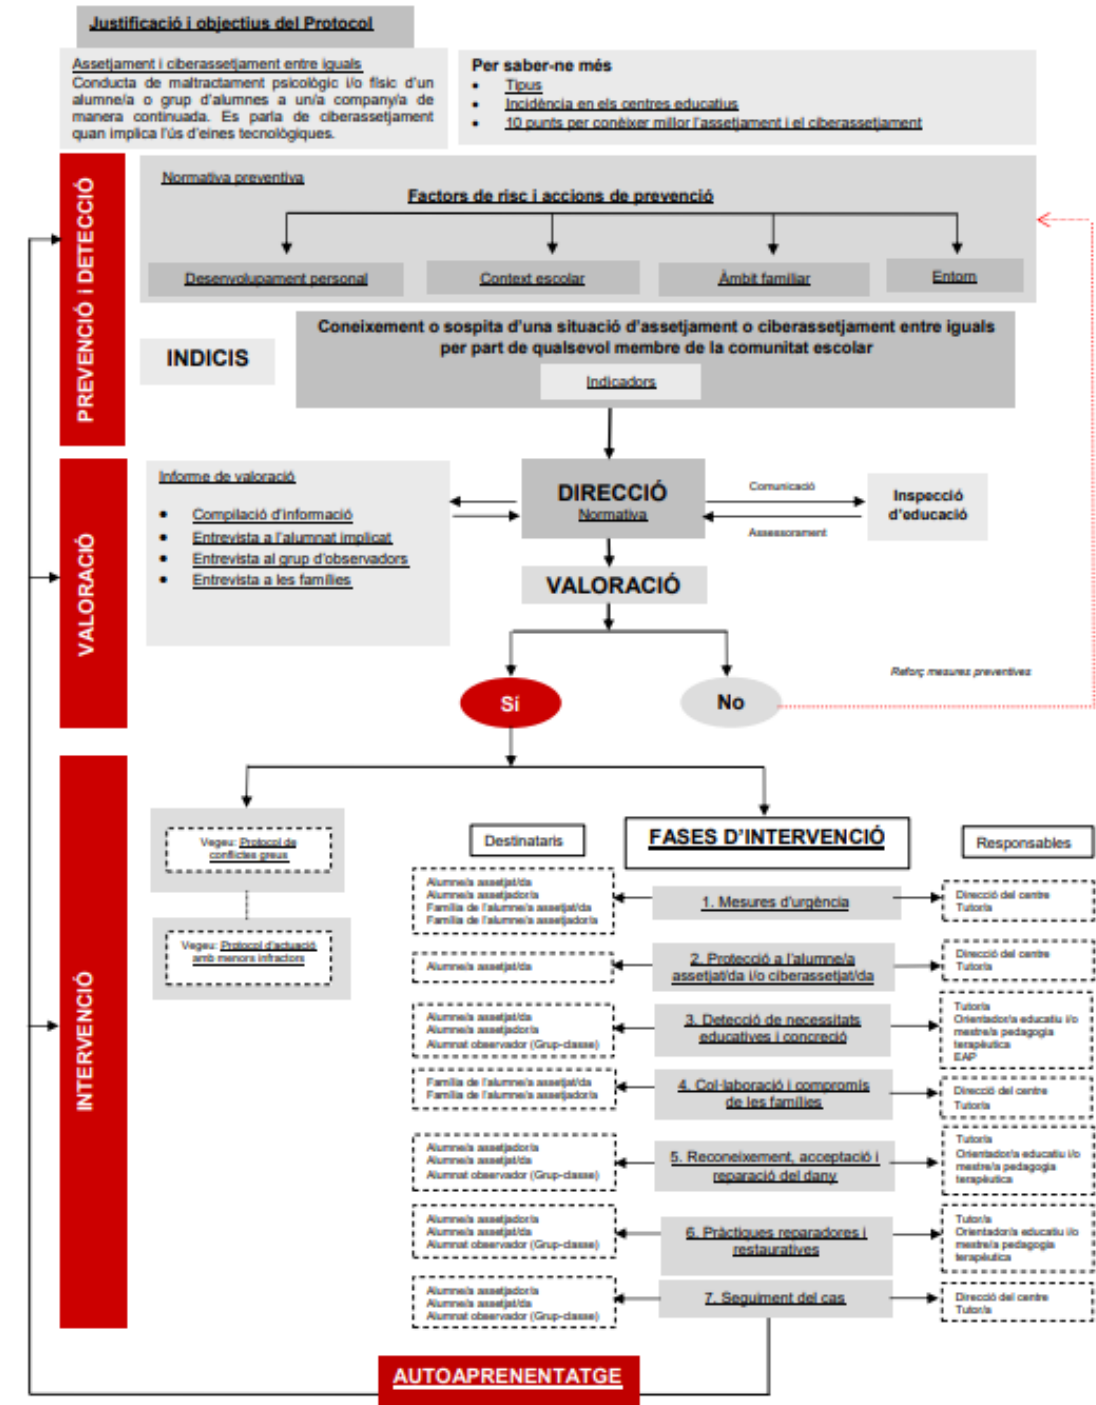 Justificació i objectius del Protocol
Assetjament i ciberassetjament entre iguals
Conducta de maltractament psicològic i/o físic d'un
alumne/a o grup d'alumnes a un/a company/a de
manera continuada. Es parla de ciberassetjament
quan implica l'ús d'eines tecnològiques.
Per saber-ne més
• Tipus
• Incidència en els centres educatius
• 10 punts per conèixer millor l'assetjament i el ciberassetjament
PREVENCIÓ I DETECCIÓ
Normativa preventiva
Factors de risc i accions de prevenció
Desenvolupament personal
Context escolar
Àmbit familiar
Entorn
INDICIS
Coneixement o sospita d'una situació d'assetjament o ciberassetjament entre iguals
per part de qualsevol membre de la comunitat escolar
Indicadors
VALORACIÓ
Informe de valoració
• Compilació d'informació
• Entrevista a l'alumnat implicat
• Entrevista al grup d'observadors
• Entrevista a les famílies
DIRECCIÓ
Normativa
Comunicació
Assessorament
Inspecció
d'educació
VALORACIÓ
Sí
No
Reforç mesures preventives
INTERVENCIÓ
Vegeu: Protocol de
conflictes greus
Vegeu: Protocol d'actuació
amb menors infractors
Destinataris
FASES D'INTERVENCIÓ
Responsables
Alumne/a assetjat/da
Alumne/a assetjador/a
Família de l'alumne/a assetjat/da
Família de l'alumne/a assetjador/a
1. Mesures d'urgència
Direcció del centre
Tutor/a
Alumne/a assetjat/da
2. Protecció a l'alumne/a
assetjat/da i/o ciberassetjat/da
Direcció del centre
Tutor/a
Alumne/a assetjat/da
Alumne/a assetjador/a
Alumnat observador (Grup-classe)
3. Detecció de necessitats
educatives i concreció
Tutor/a
Orientador/a educatiu i/o
mestre/a pedagogia
terapèutica
EAP
Família de l'alumne/a assetjat/da
Família de l'alumne/a assetjador/a
4. Col·laboració i compromís
de les famílies
Direcció del centre
Tutor/a
Alumne/a assetjador/a
Alumne/a assetjat/da
Alumnat observador (Grup-classe)
5. Reconeixement, acceptació i
reparació del dany
Tutor/a
Orientador/a educatiu i/o
mestre/a pedagogia
terapèutica
Alumne/a assetjador/a
Alumne/a assetjat/da
Alumnat observador (Grup-classe)
6. Pràctiques reparadores i
restauratives
Tutor/a
Orientador/a educatiu i/o
mestre/a pedagogia
terapèutica
Alumne/a assetjador/a
Alumne/a assetjat/da
Alumnat observador (Grup-classe)
7. Seguiment del cas
Direcció del centre
Tutor/a
AUTOAPRENENTATGE